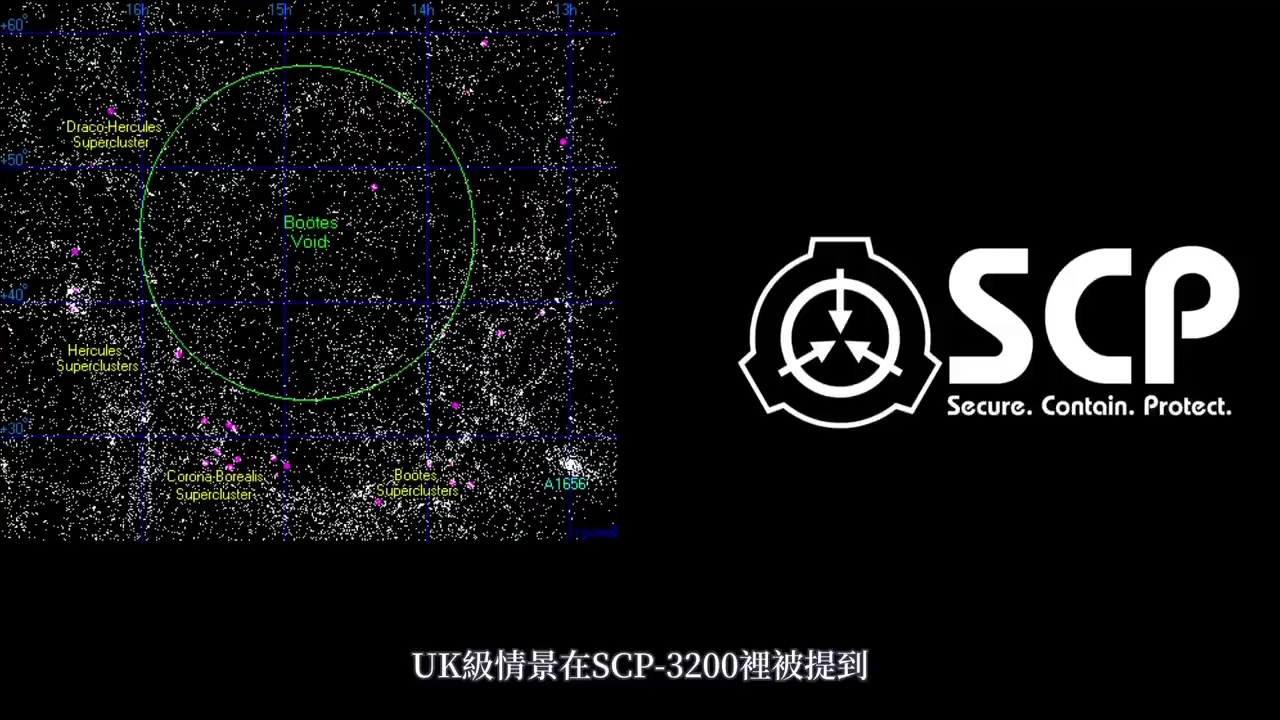 16h 15h 14h 13h
+60°
Draco-Hercules
Supercluster
+50°
Boötes
Void
+40°
Hercules
Superclusters
+30°
Corona-Borealis
Supercluster
Boötes
Superclusters
A1656
SCP
Secure. Contain. Protect.
UK級情景在SCP-3200裡被提到